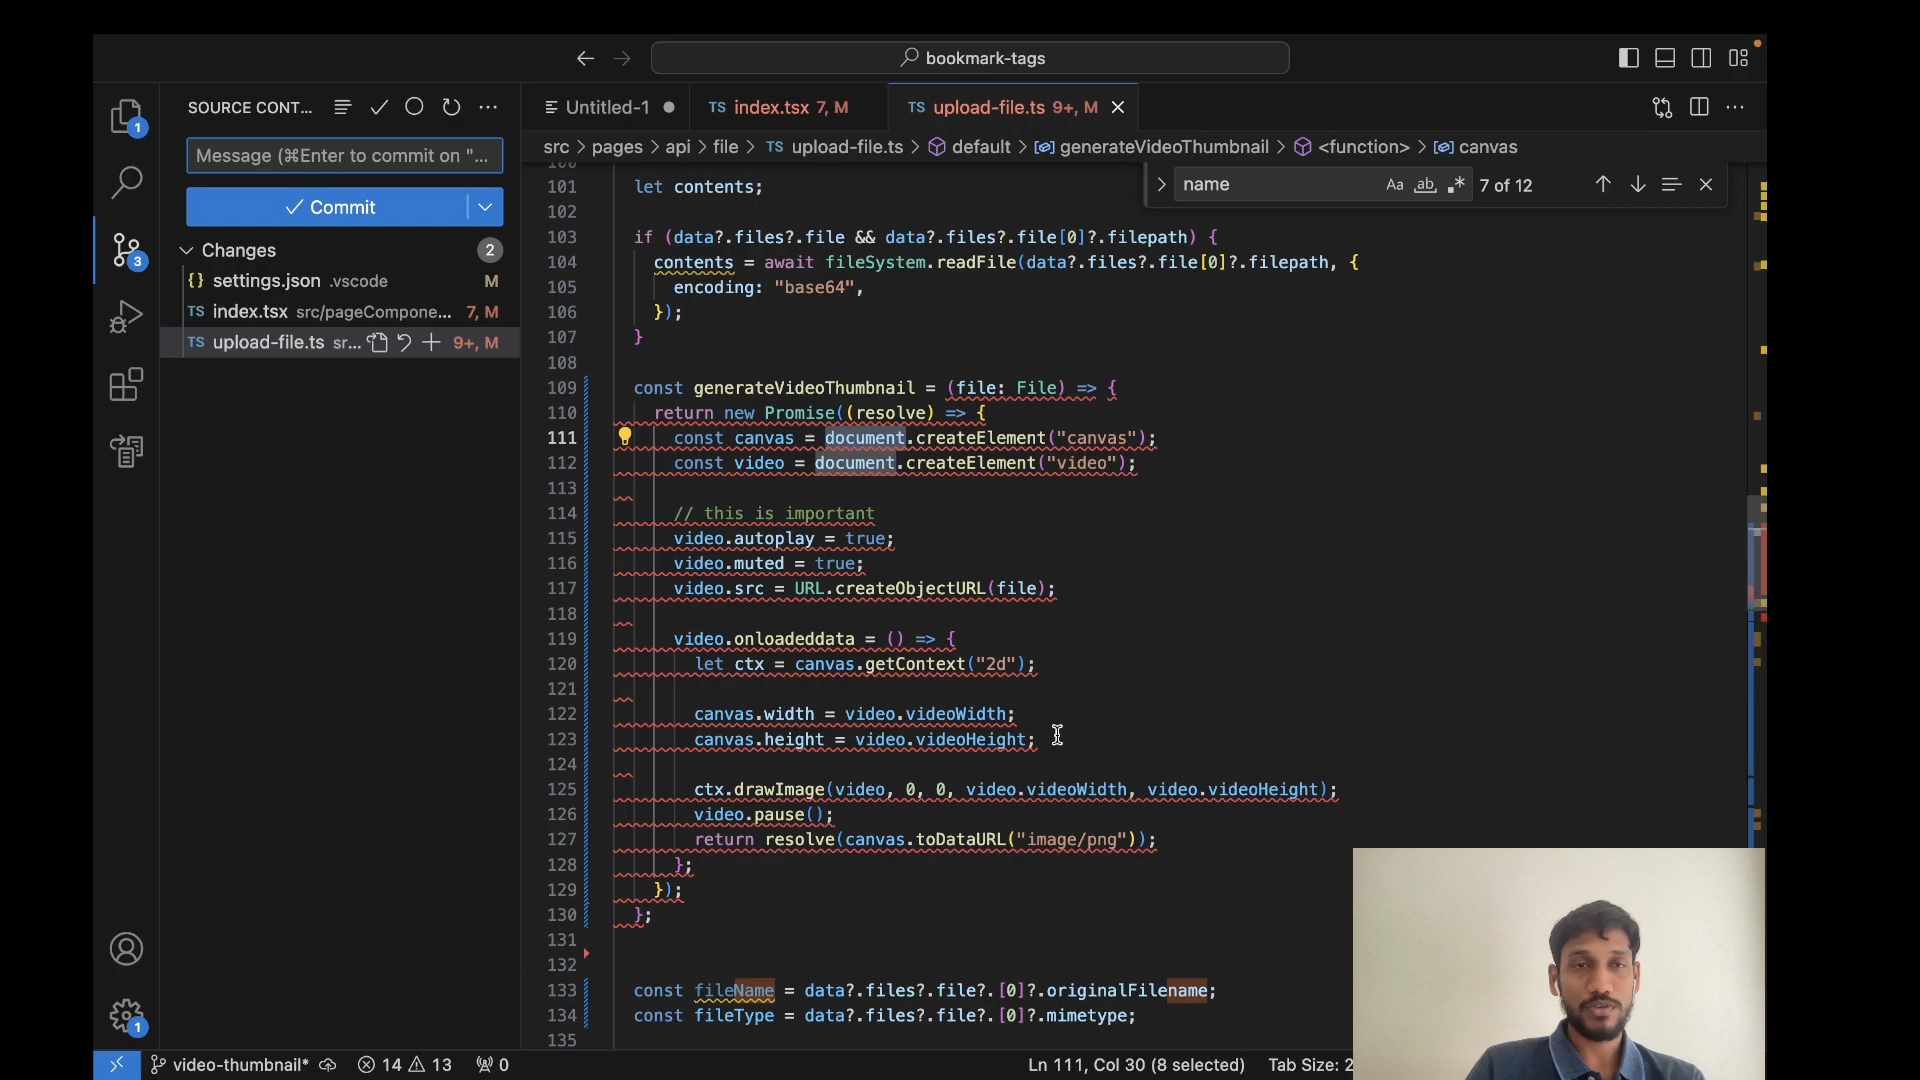 bookmark-tags
SOURCE CONT...
Untitled-1
TS index.tsx 7, M
TS upload-file.ts 9+, M
Message (⌘Enter to commit on "...
src > pages > api > file > TS upload-file.ts > default > generateVideoThumbnail > <function> > canvas
name
Aa ab .*
7 of 12
Commit
Changes 2
{} settings.json .vscode M
TS index.tsx src/pageCompone... 7, M
TS upload-file.ts sr... 9+, M
1
3
1
101 let contents;
102
103 if (data?.files?.file && data?.files?.file[0]?.filepath) {
104 contents = await fileSystem.readFile(data?.files?.file[0]?.filepath, {
105 encoding: "base64",
106 });
107 }
108
109 const generateVideoThumbnail = (file: File) => {
110 return new Promise((resolve) => {
111 const canvas = document.createElement("canvas");
112 const video = document.createElement("video");
113
114 // this is important
115 video.autoplay = true;
116 video.muted = true;
117 video.src = URL.createObjectURL(file);
118
119 video.onloadeddata = () => {
120 let ctx = canvas.getContext("2d");
121
122 canvas.width = video.videoWidth;
123 canvas.height = video.videoHeight;
124
125 ctx.drawImage(video, 0, 0, video.videoWidth, video.videoHeight);
126 video.pause();
127 return resolve(canvas.toDataURL("image/png"));
128 };
129 });
130 };
131
132
133 const fileName = data?.files?.file?.[0]?.originalFilename;
134 const fileType = data?.files?.file?.[0]?.mimetype;
135
video-thumbnail* 14 13 0
Ln 111, Col 30 (8 selected) Tab Size: 2